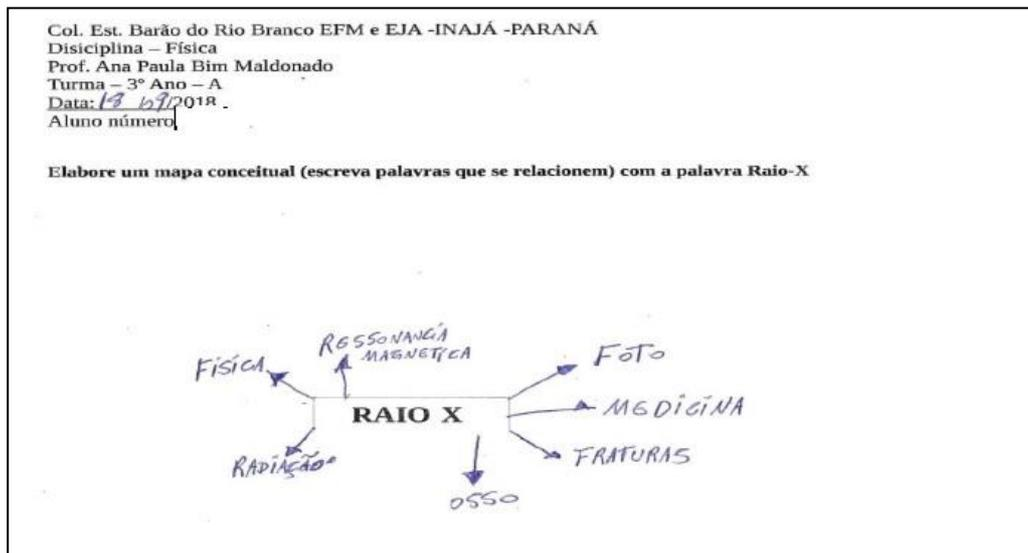 Col. Est. Barão do Rio Branco EFM e EJA -INAJÁ -PARANÁ
Disiciplina – Física
Prof. Ana Paula Bim Maldonado
Turma – 3º Ano – A
Data: 18 09/2018
Aluno número
Elabore um mapa conceitual (escreva palavras que se relacionem) com a palavra Raio-X
RESSONANCIA
MAGNETICA
FÍSICA
FOTO
RAIO X
MEDICINA
RADIAÇÃO
FRATURAS
OSSO